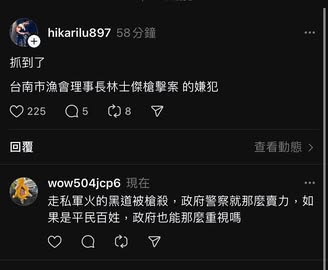 hikarilu897 58分鐘
抓到了
台南市漁會理事長林士傑槍擊案 的嫌犯
225 5 8
回覆 查看動態
wow504jcp6 現在
走私軍火的黑道被槍殺，政府警察就那麼賣力，如
果是平民百姓，政府也能那麼重視嗎